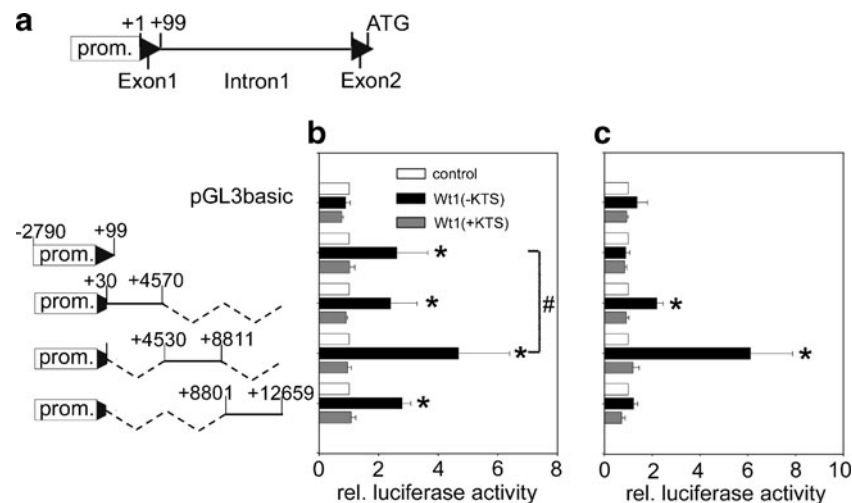 a
+1 +99 ATG
prom.
Exon1 Intron1 Exon2
b c
control
Wt1(-KTS)
Wt1(+KTS)
pGL3basic
-2790 +99
prom.
+30 +4570
prom.
+4530 +8811
prom.
+8801 +12659
prom.
* * * * #
* *
0 2 4 6 8
rel. luciferase activity
0 2 4 6 8 10
rel. luciferase activity